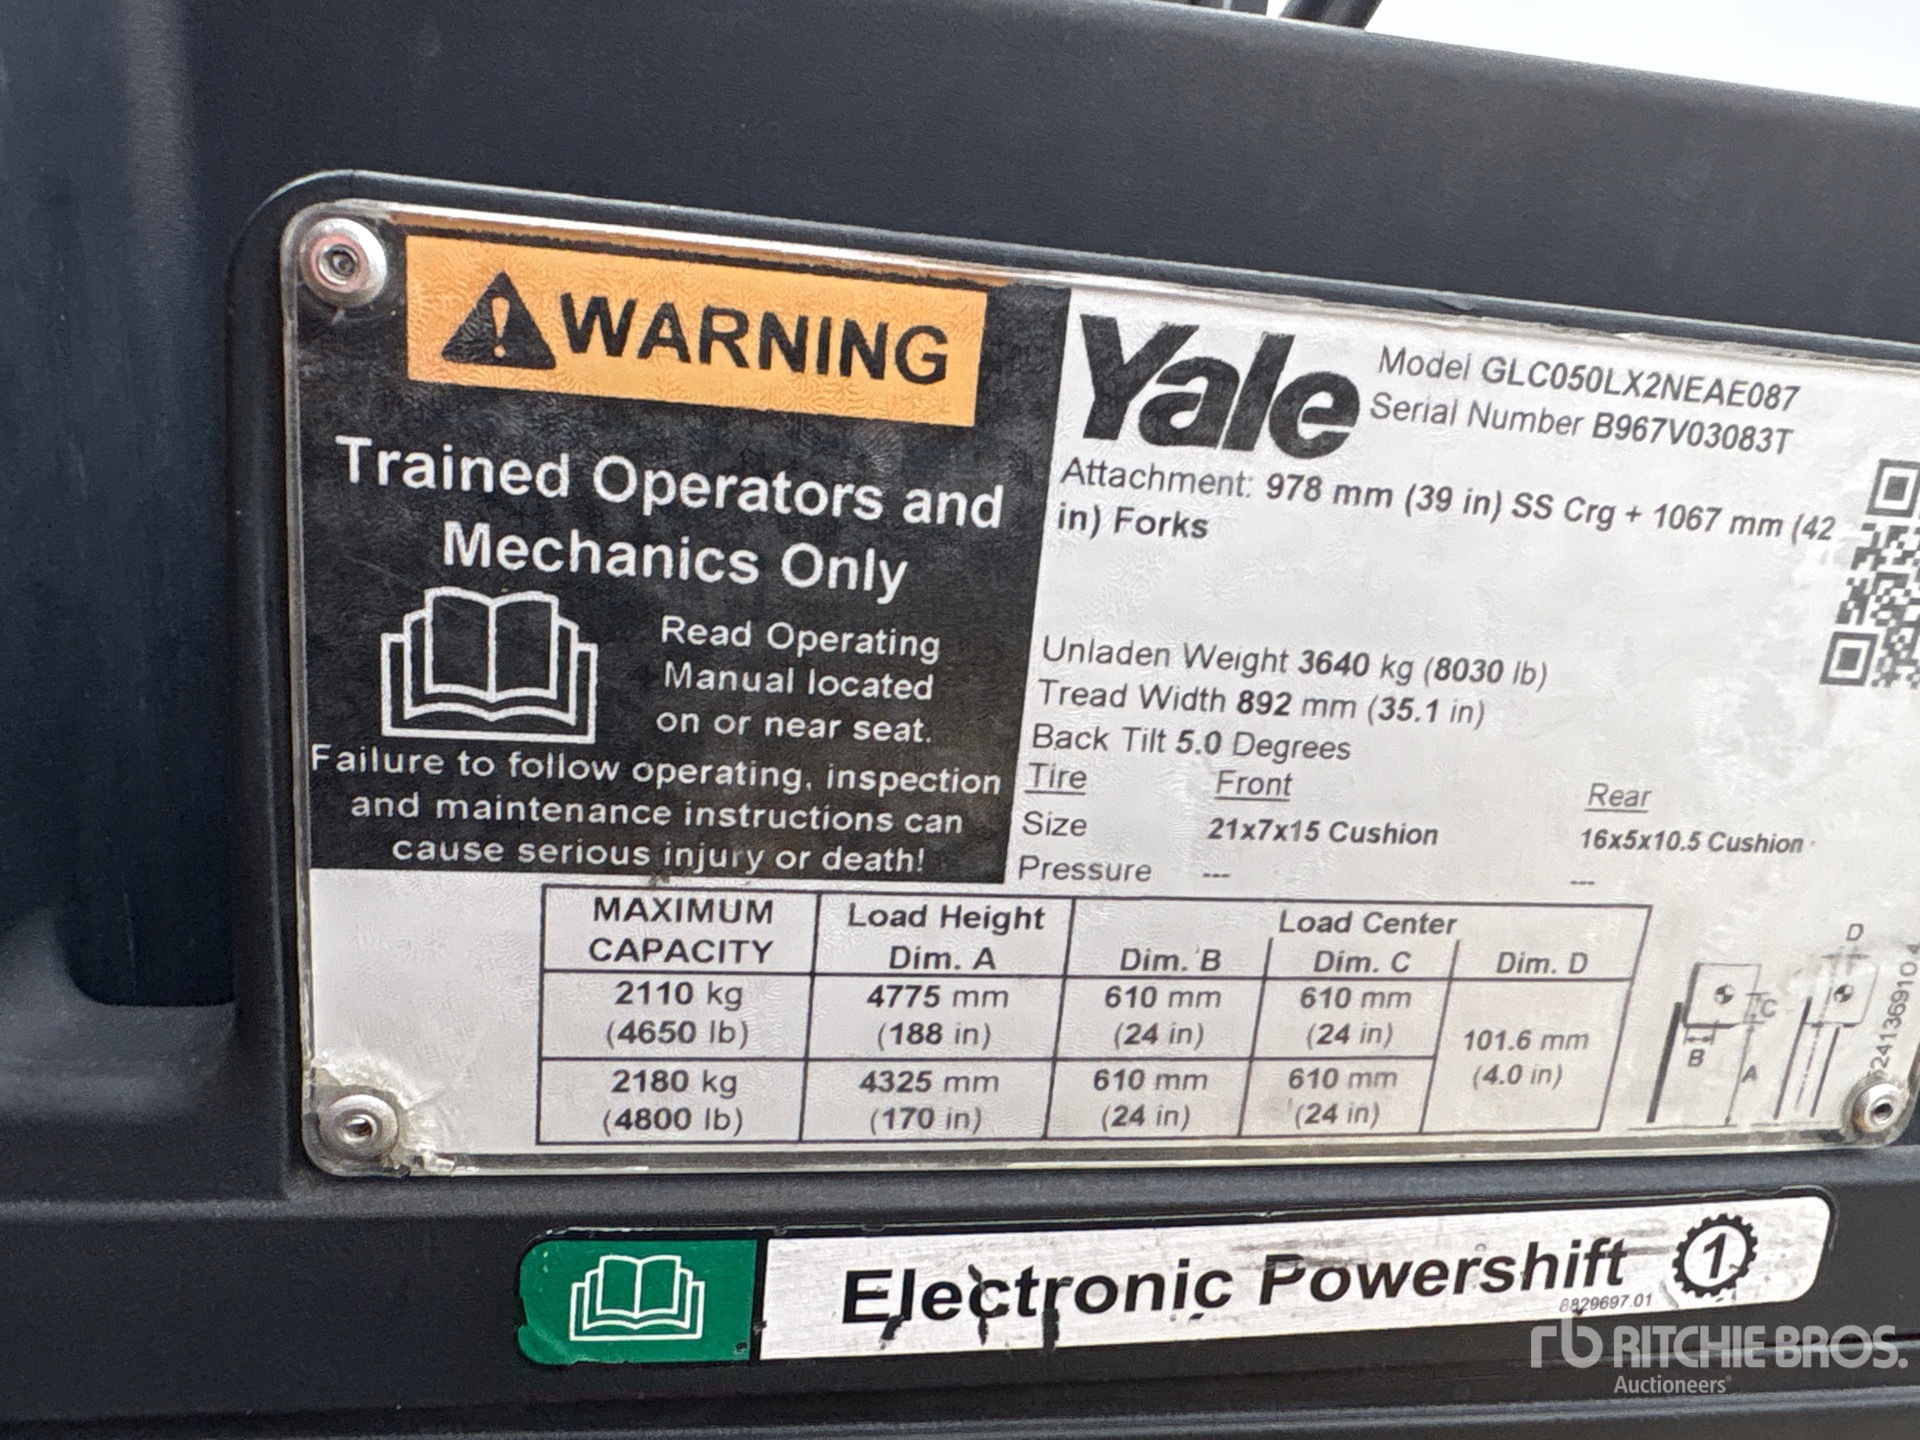 WARNING
Trained Operators and
Mechanics Only
Read Operating
Manual located
on or near seat.
Failure to follow operating, inspection
and maintenance instructions can
cause serious injury or death!
Yale
Model GLC050LX2NEAE087
Serial Number B967V03083T
Attachment: 978 mm (39 in) SS Crg + 1067 mm (42
in) Forks
Unladen Weight 3640 kg (8030 lb)
Tread Width 892 mm (35.1 in)
Back Tilt 5.0 Degrees
Tire Front Rear
Size 21x7x15 Cushion 16x5x10.5 Cushion
Pressure --- ---
MAXIMUM CAPACITY Load Height Dim. A Load Center
Dim. B Dim. C Dim. D
2110 kg 4775 mm 610 mm 610 mm
(4650 lb) (188 in) (24 in) (24 in)
101.6 mm
(4.0 in)
2180 kg 4325 mm 610 mm 610 mm
(4800 lb) (170 in) (24 in) (24 in)
B C A D
Electronic Powershift 1
8829697.01
rb RITCHIE BROS.
Auctioneers